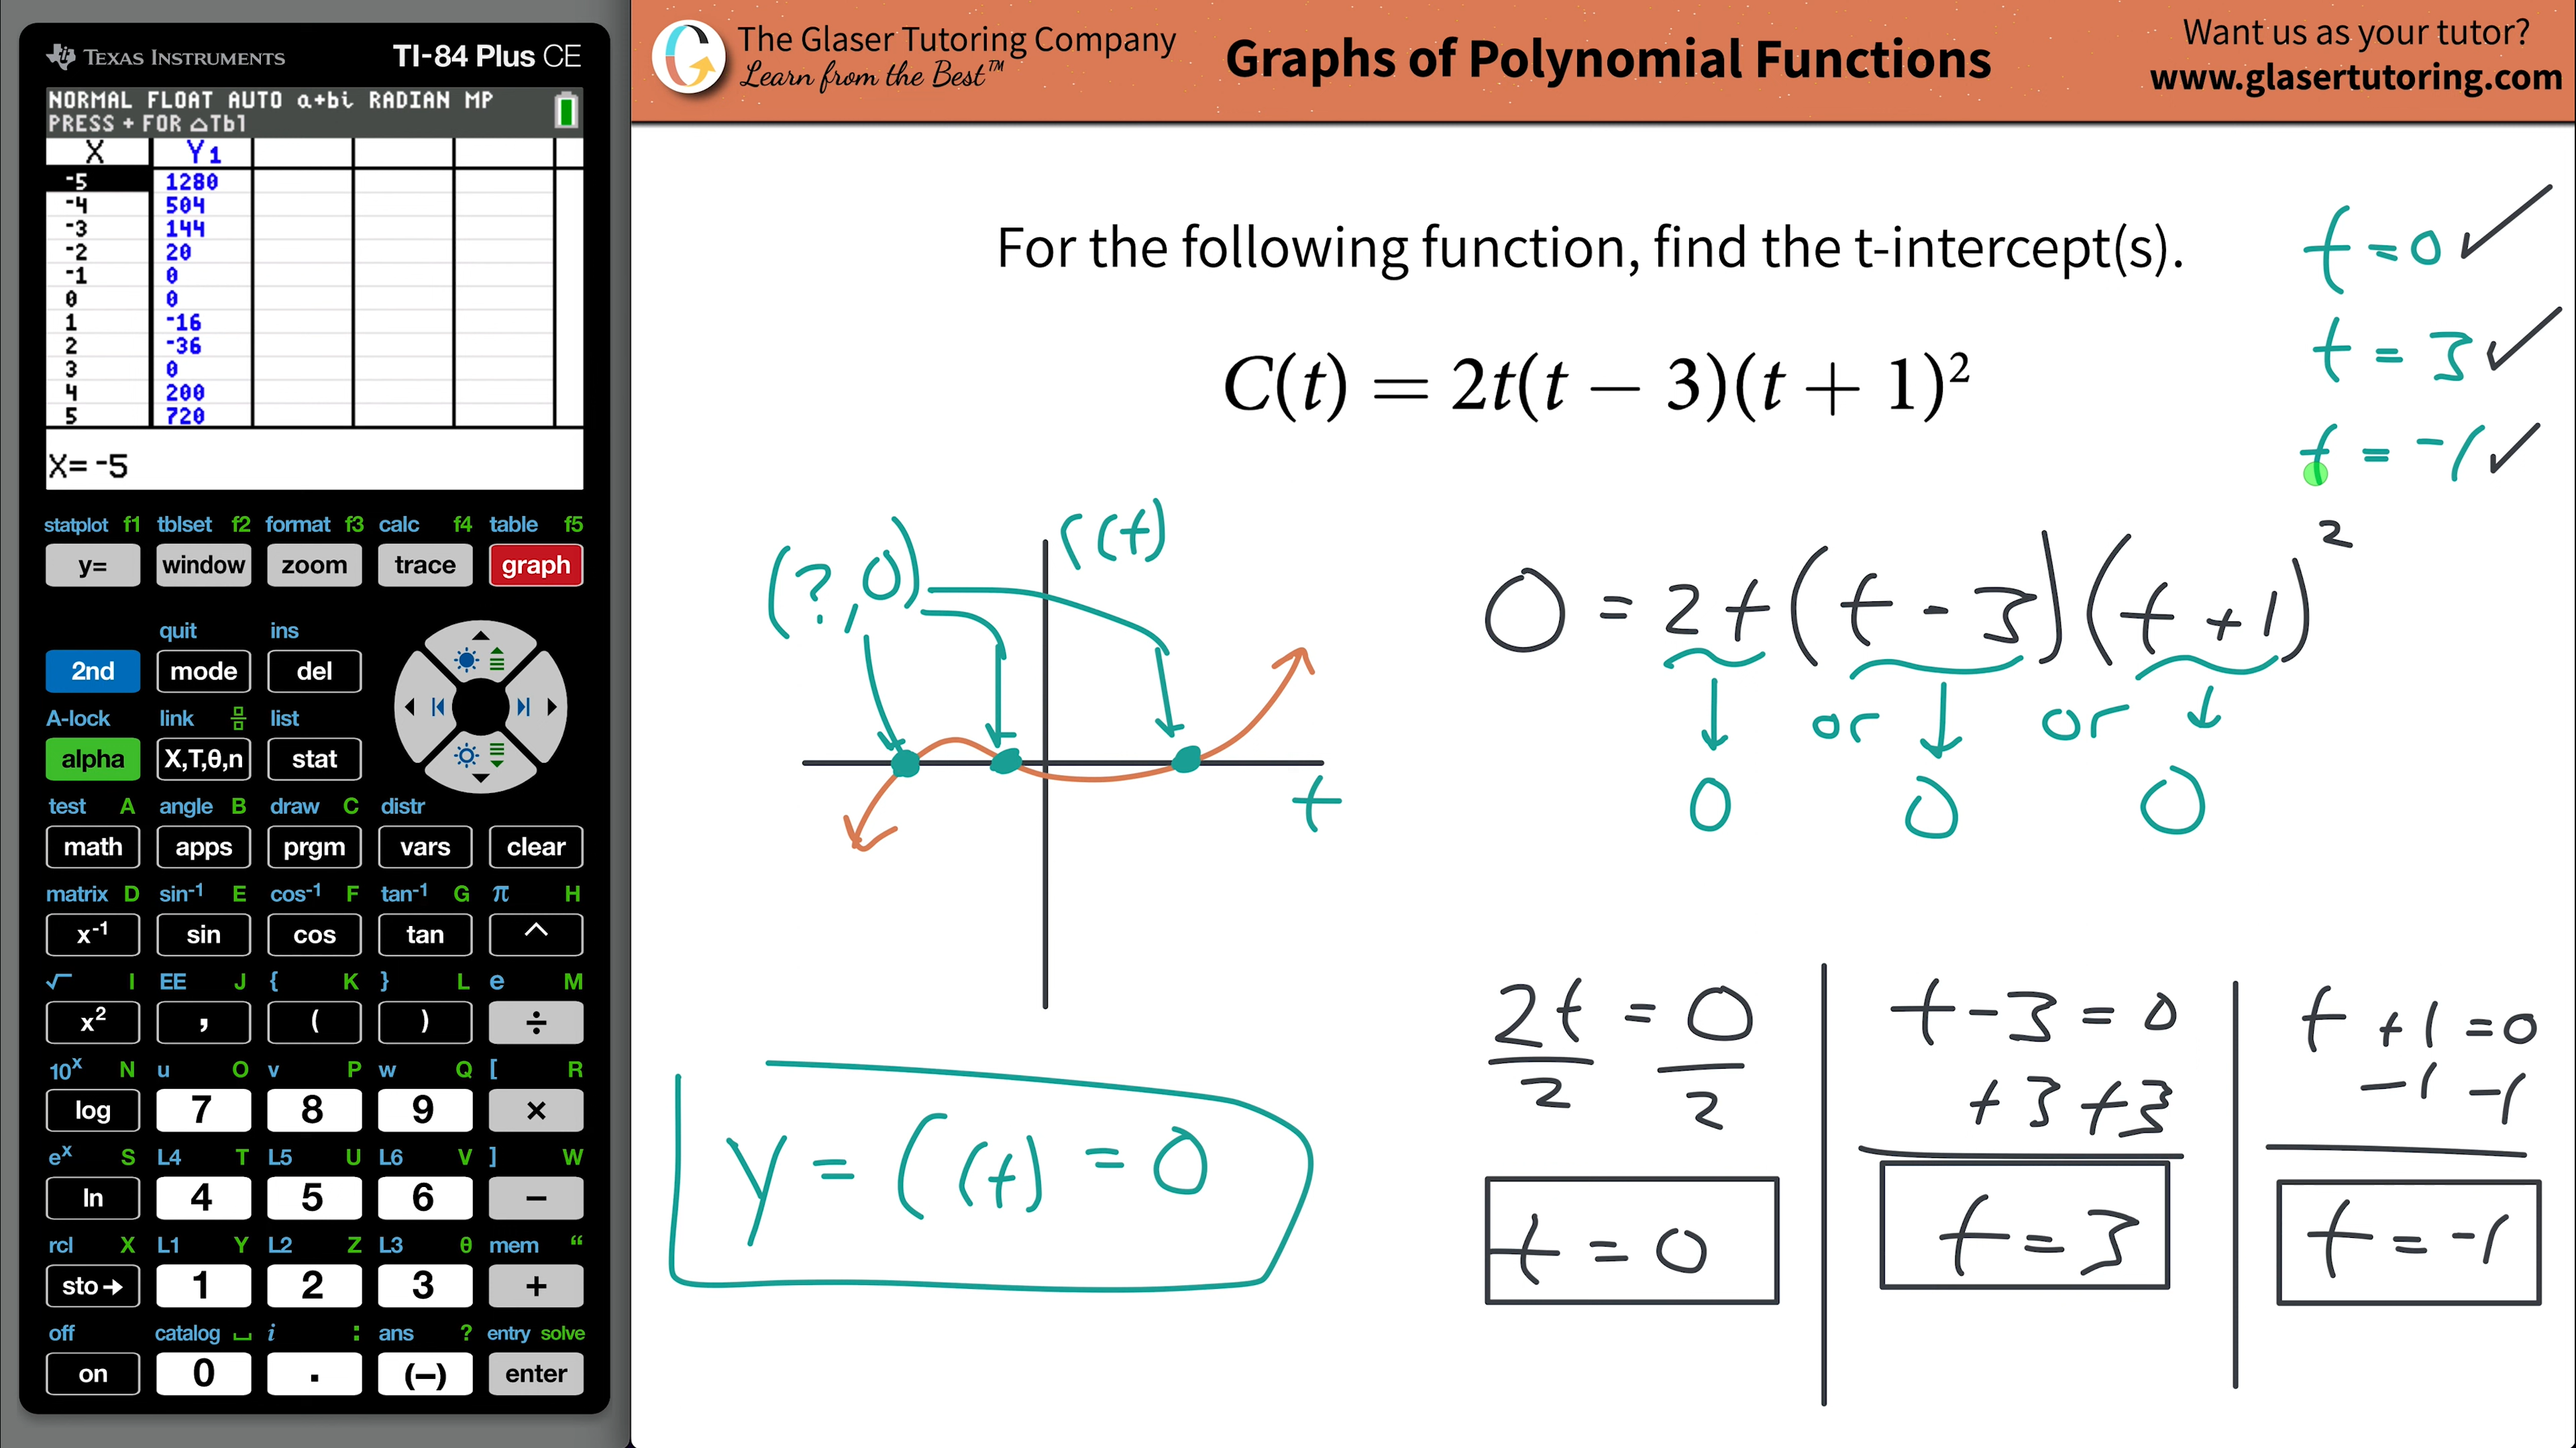 TEXAS INSTRUMENTS TI-84 Plus CE
NORMAL FLOAT AUTO a+bi RADIAN MP
PRESS + FOR △Tbl
X Y1
-5 1280
-4 504
-3 144
-2 20
-1 0
0 0
1 -16
2 -36
3 0
4 200
5 720
X= -5
statplot f1 tblset f2 format f3 calc f4 table f5
y= window zoom trace graph
quit ins
2nd mode del
A-lock link list
alpha X,T,θ,n stat
test A angle B draw C distr
math apps prgm vars clear
matrix D sin⁻¹ E cos⁻¹ F tan⁻¹ G π H
x⁻¹ sin cos tan ^
√ I EE J { K } L e M
x² , ( ) ÷
10ˣ N u O v P w Q [ R
log 7 8 9 ×
eˣ S L4 T L5 U L6 V ] W
ln 4 5 6 −
rcl X L1 Y L2 Z L3 θ mem “
sto→ 1 2 3 +
off catalog ⎵ i : ans ? entry solve
on 0 . (−) enter
The Glaser Tutoring Company
Learn from the Best™
Graphs of Polynomial Functions
Want us as your tutor?
www.glasertutoring.com
For the following function, find the t-intercept(s).
C(t) = 2t(t − 3)(t + 1)²
t = 0 ✓
t = 3 ✓
t = -1 ✓
(?, 0)
C(t)
t
0 = 2t(t - 3)(t + 1)²
or or
0 0 0
y = C(t) = 0
2t = 0
2 2
t = 0
t - 3 = 0
+3 +3
t = 3
t + 1 = 0
-1 -1
t = -1